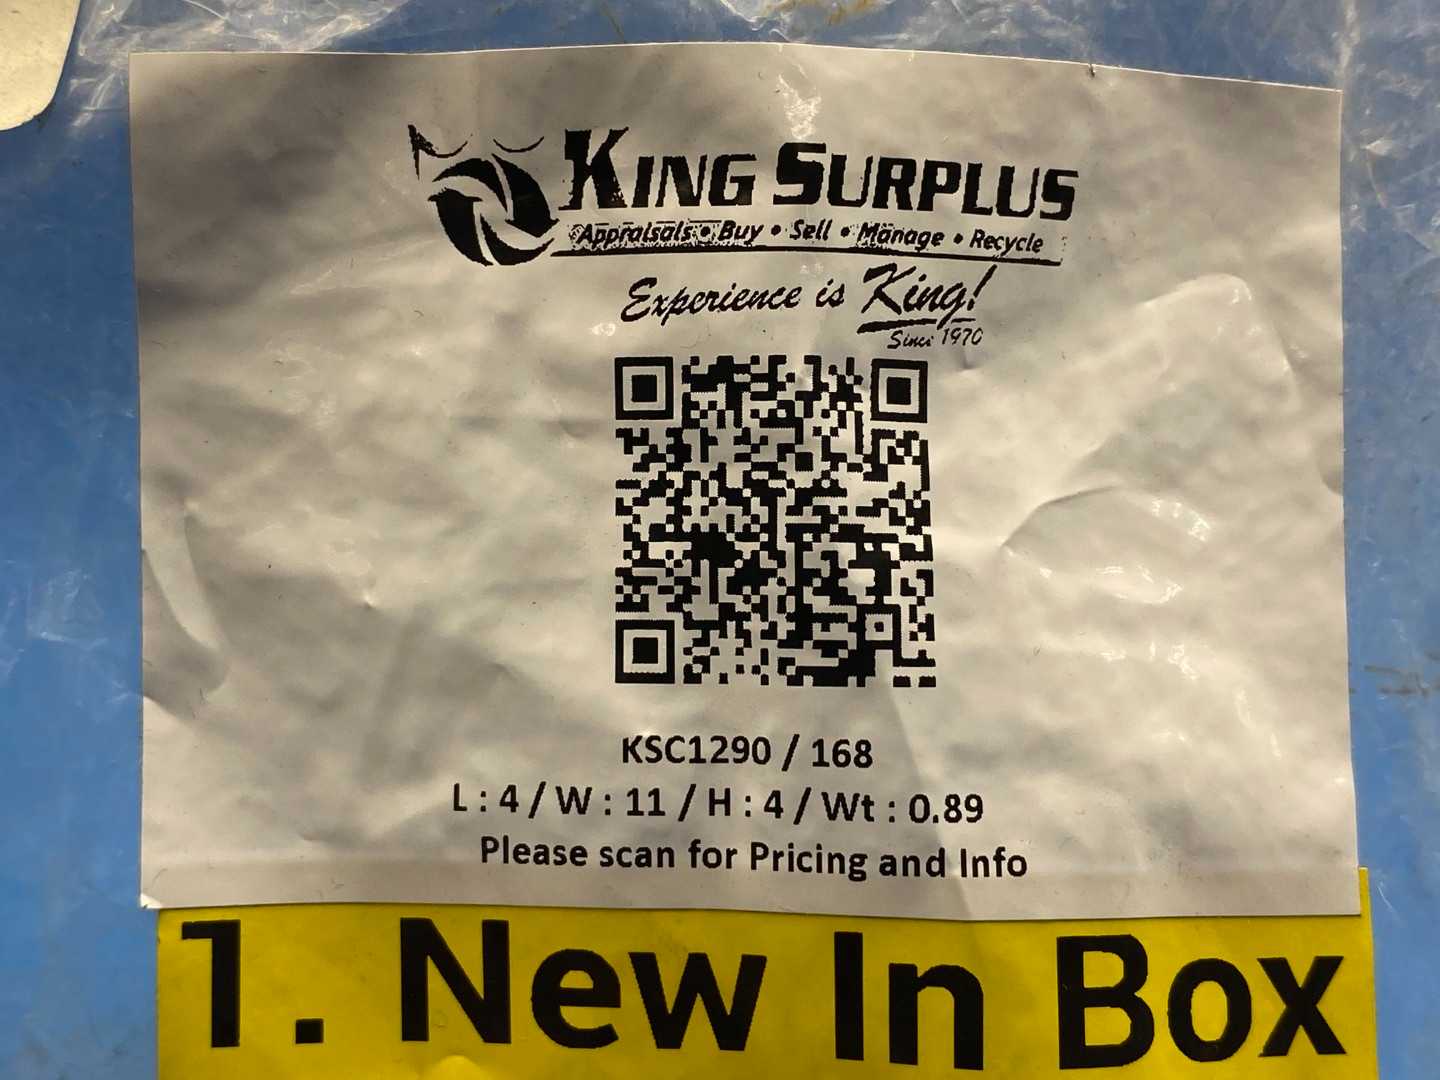 KING SURPLUS
Appraisals • Buy • Sell • Manage • Recycle
Experience is King!
Since 1970
KSC1290 / 168
L : 4 / W : 11 / H : 4 / Wt : 0.89
Please scan for Pricing and Info
1. New In Box